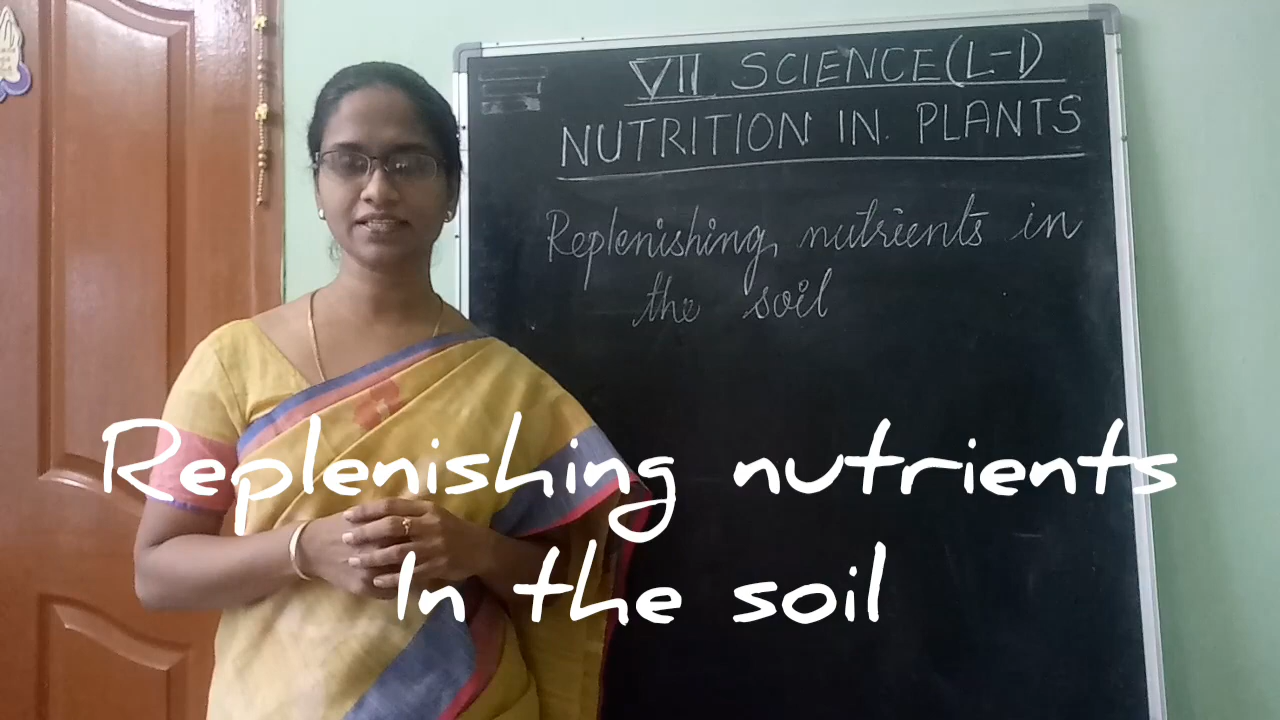 VII SCIENCE(L-1)
NUTRITION IN PLANTS
Replenishing nutrients in
the soil
Replenishing nutrients
In the soil